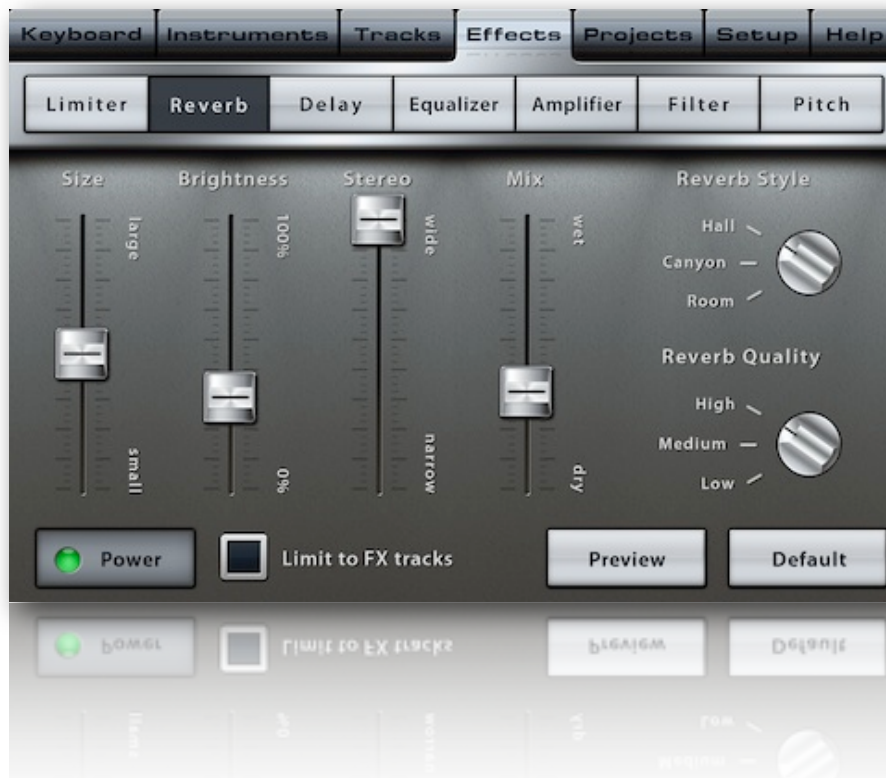 Keyboard Instruments Tracks Effects Projects Setup Help
Limiter Reverb Delay Equalizer Amplifier Filter Pitch
Size Brightness Stereo Mix Reverb Style
large 100% wide wet
Hall
Canyon
Room
Reverb Quality
High
Medium
Low
small 0% narrow dry
Power Limit to FX tracks Preview Default